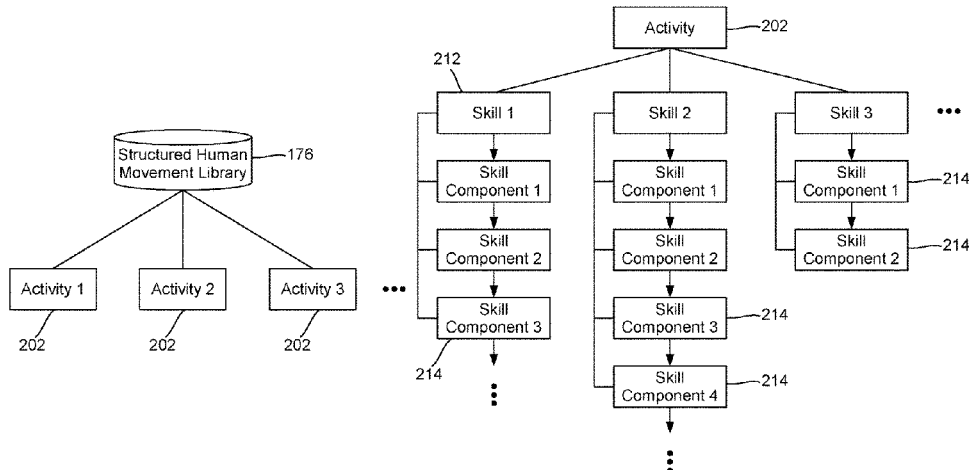 Activity
202
212
Skill 1
Skill 2
Skill 3
Structured Human
Movement Library
176
Skill
Component 1
Skill
Component 1
Skill
Component 1
214
Skill
Component 2
Skill
Component 2
Skill
Component 2
214
Activity 1
Activity 2
Activity 3
202
202
202
Skill
Component 3
214
Skill
Component 3
214
Skill
Component 4
214